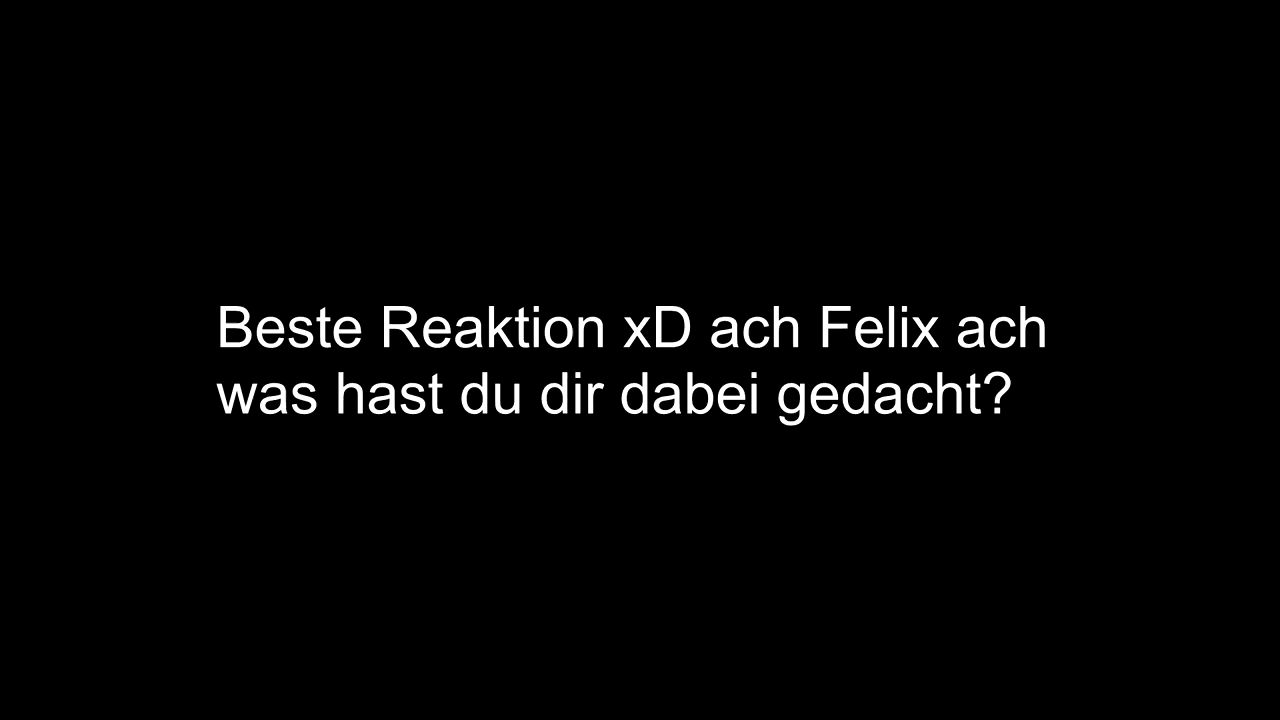 Beste Reaktion xD ach Felix ach
was hast du dir dabei gedacht?